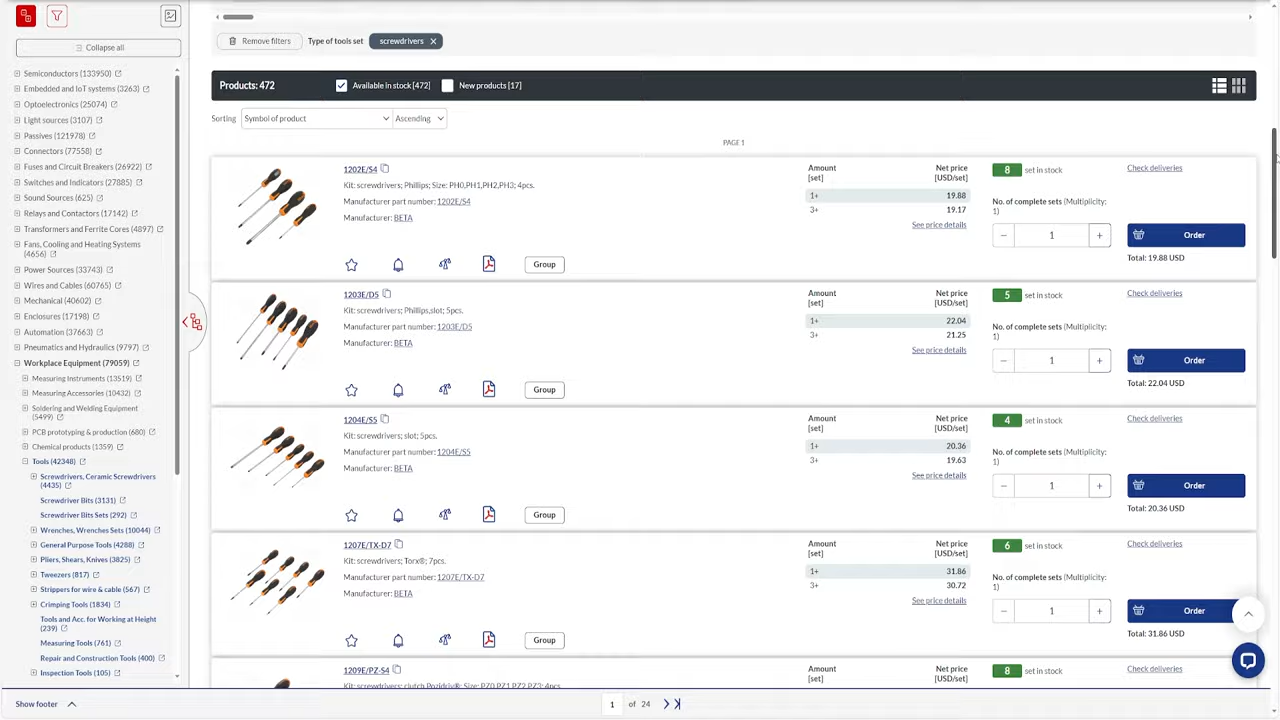 Remove filters Type of tools set screwdrivers
Collapse all
Products: 472 Available in stock [472] New products [17]
Sorting Symbol of product Ascending
PAGE 1
Semiconductors (133950)
Embedded and IoT systems (3263)
Optoelectronics (25074)
Light sources (3107)
Passives (121978)
Connectors (77558)
Fuses and Circuit Breakers (26922)
Switches and Indicators (27885)
Sound Sources (625)
Relays and Contactors (17142)
Transformers and Ferrite Cores (4897)
Fans, Cooling and Heating Systems
(4656)
Power Sources (33743)
Wires and Cables (60765)
Mechanical (40602)
Enclosures (17198)
Automation (37663)
Pneumatics and Hydraulics (9797)
Workplace Equipment (79059)
Measuring Instruments (13519)
Measuring Accessories (10432)
Soldering and Welding Equipment
(5499)
PCB prototyping & production (680)
Chemical products (1359)
Tools (42348)
Screwdrivers, Ceramic Screwdrivers
(4435)
Screwdriver Bits (3131)
Screwdriver Bits Sets (292)
Wrenches, Wrenches Sets (10044)
General Purpose Tools (4288)
Pliers, Shears, Knives (3825)
Tweezers (817)
Strippers for wire & cable (567)
Crimping Tools (1834)
Tools and Acc. for Working at Height
(239)
Measuring Tools (761)
Repair and Construction Tools (400)
Inspection Tools (105)
1202E/S4
Kit: screwdrivers; Phillips; Size: PH0,PH1,PH2,PH3; 4pcs.
Manufacturer part number: 1202E/S4
Manufacturer: BETA
Group
Amount
[set]
Net price
[USD/set]
1+ 19.88
3+ 19.17
See price details
8 set in stock
No. of complete sets (Multiplicity:
1)
1
Check deliveries
Order
Total: 19.88 USD
1203E/D5
Kit: screwdrivers; Phillips,slot; 5pcs.
Manufacturer part number: 1203E/D5
Manufacturer: BETA
Group
Amount
[set]
Net price
[USD/set]
1+ 22.04
3+ 21.25
See price details
5 set in stock
No. of complete sets (Multiplicity:
1)
1
Check deliveries
Order
Total: 22.04 USD
1204E/S5
Kit: screwdrivers; slot; 5pcs.
Manufacturer part number: 1204E/S5
Manufacturer: BETA
Group
Amount
[set]
Net price
[USD/set]
1+ 20.36
3+ 19.63
See price details
4 set in stock
No. of complete sets (Multiplicity:
1)
1
Check deliveries
Order
Total: 20.36 USD
1207E/TX-D7
Kit: screwdrivers; Torx®; 7pcs.
Manufacturer part number: 1207E/TX-D7
Manufacturer: BETA
Group
Amount
[set]
Net price
[USD/set]
1+ 31.86
3+ 30.72
See price details
6 set in stock
No. of complete sets (Multiplicity:
1)
1
Check deliveries
Order
Total: 31.86 USD
1209E/PZ-S4
Kit: screwdrivers; clutch Pozidriv®; Size: PZ0,PZ1,PZ2,PZ3; 4pcs.
Amount
[set]
Net price
[USD/set]
8 set in stock
Check deliveries
Show footer
1 of 24